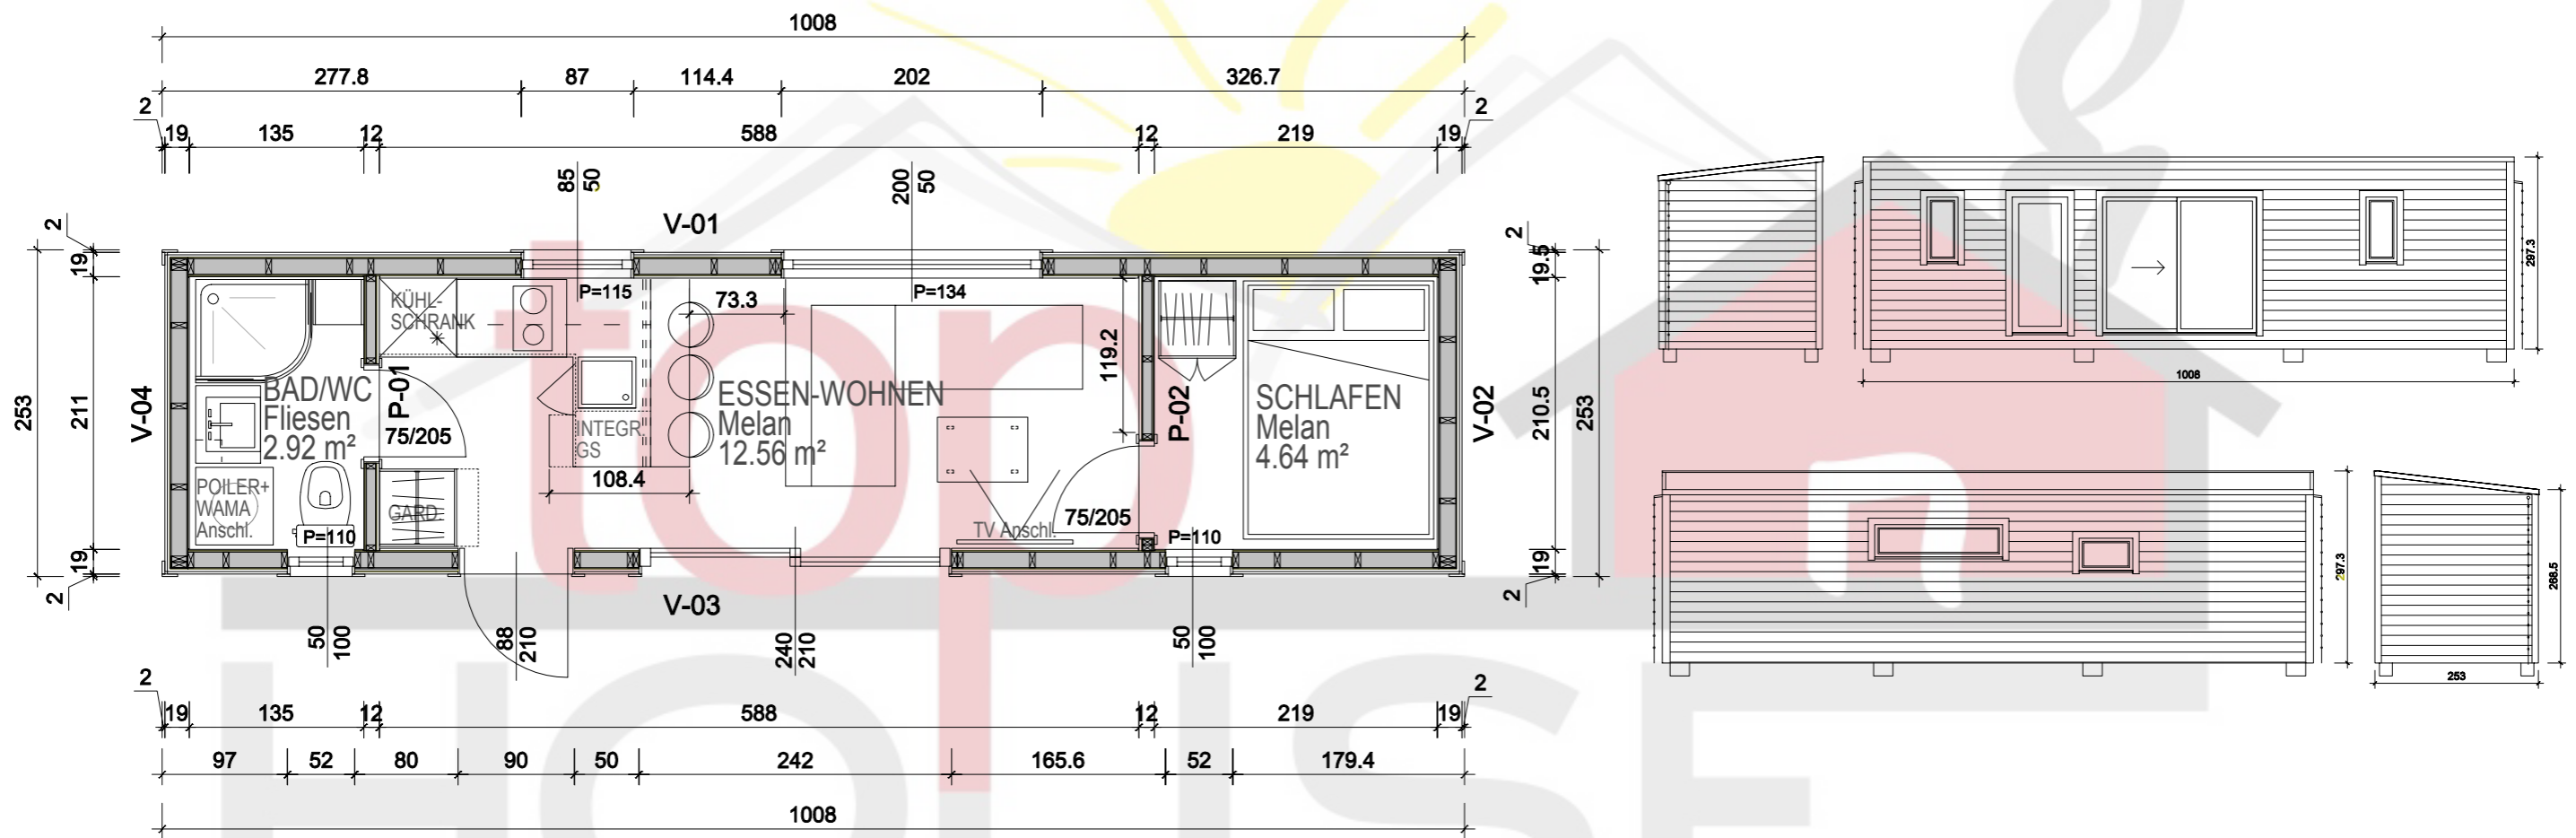 1008
277.8 87 114.4 202 326.7
2 19 135 12 588 12 219 19 2
85 50
200 50
V-01
2 19 211 19 2
253
V-04
2 19.5 210.5 19 2
253
V-02
KÜHL-
SCHRANK
P=115
73.3
P=134
119.2
BAD/WC
Fliesen
2.92 m²
P-01
75/205
INTEGR.
GS
108.4
ESSEN-WOHNEN
Melan
12.56 m²
P-02
SCHLAFEN
Melan
4.64 m²
POILER+
WAMA
Anschl.
P=110
GARD.
TV Anschl.
75/205
P=110
V-03
50 100
88 210
240 210
50 100
2 19 135 12 588 12 219 19 2
97 52 80 90 50 242 165.6 52 179.4
1008
297.3
1008
297.3
268.5
253
top
HOUSE